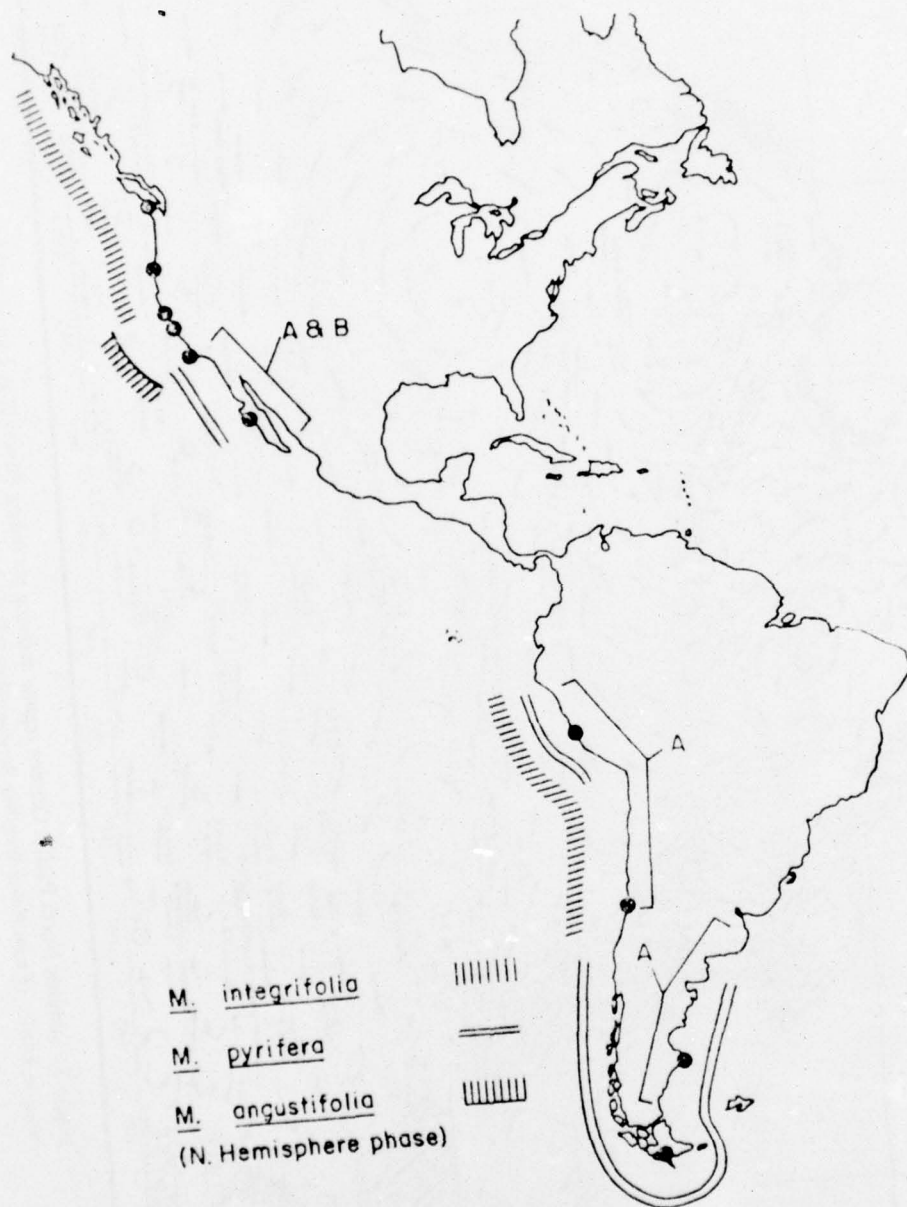 A & B
A
A
M. integrifolia
M. pyrifera
M. angustifolia
(N. Hemisphere phase)